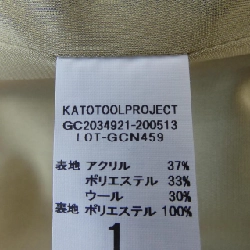 KATOTOOLPROJECT
GC2034921-200513
LOT-GCN459
表地 アクリル 37%
ポリエステル 33%
ウール 30%
裏地 ポリエステル 100%
1